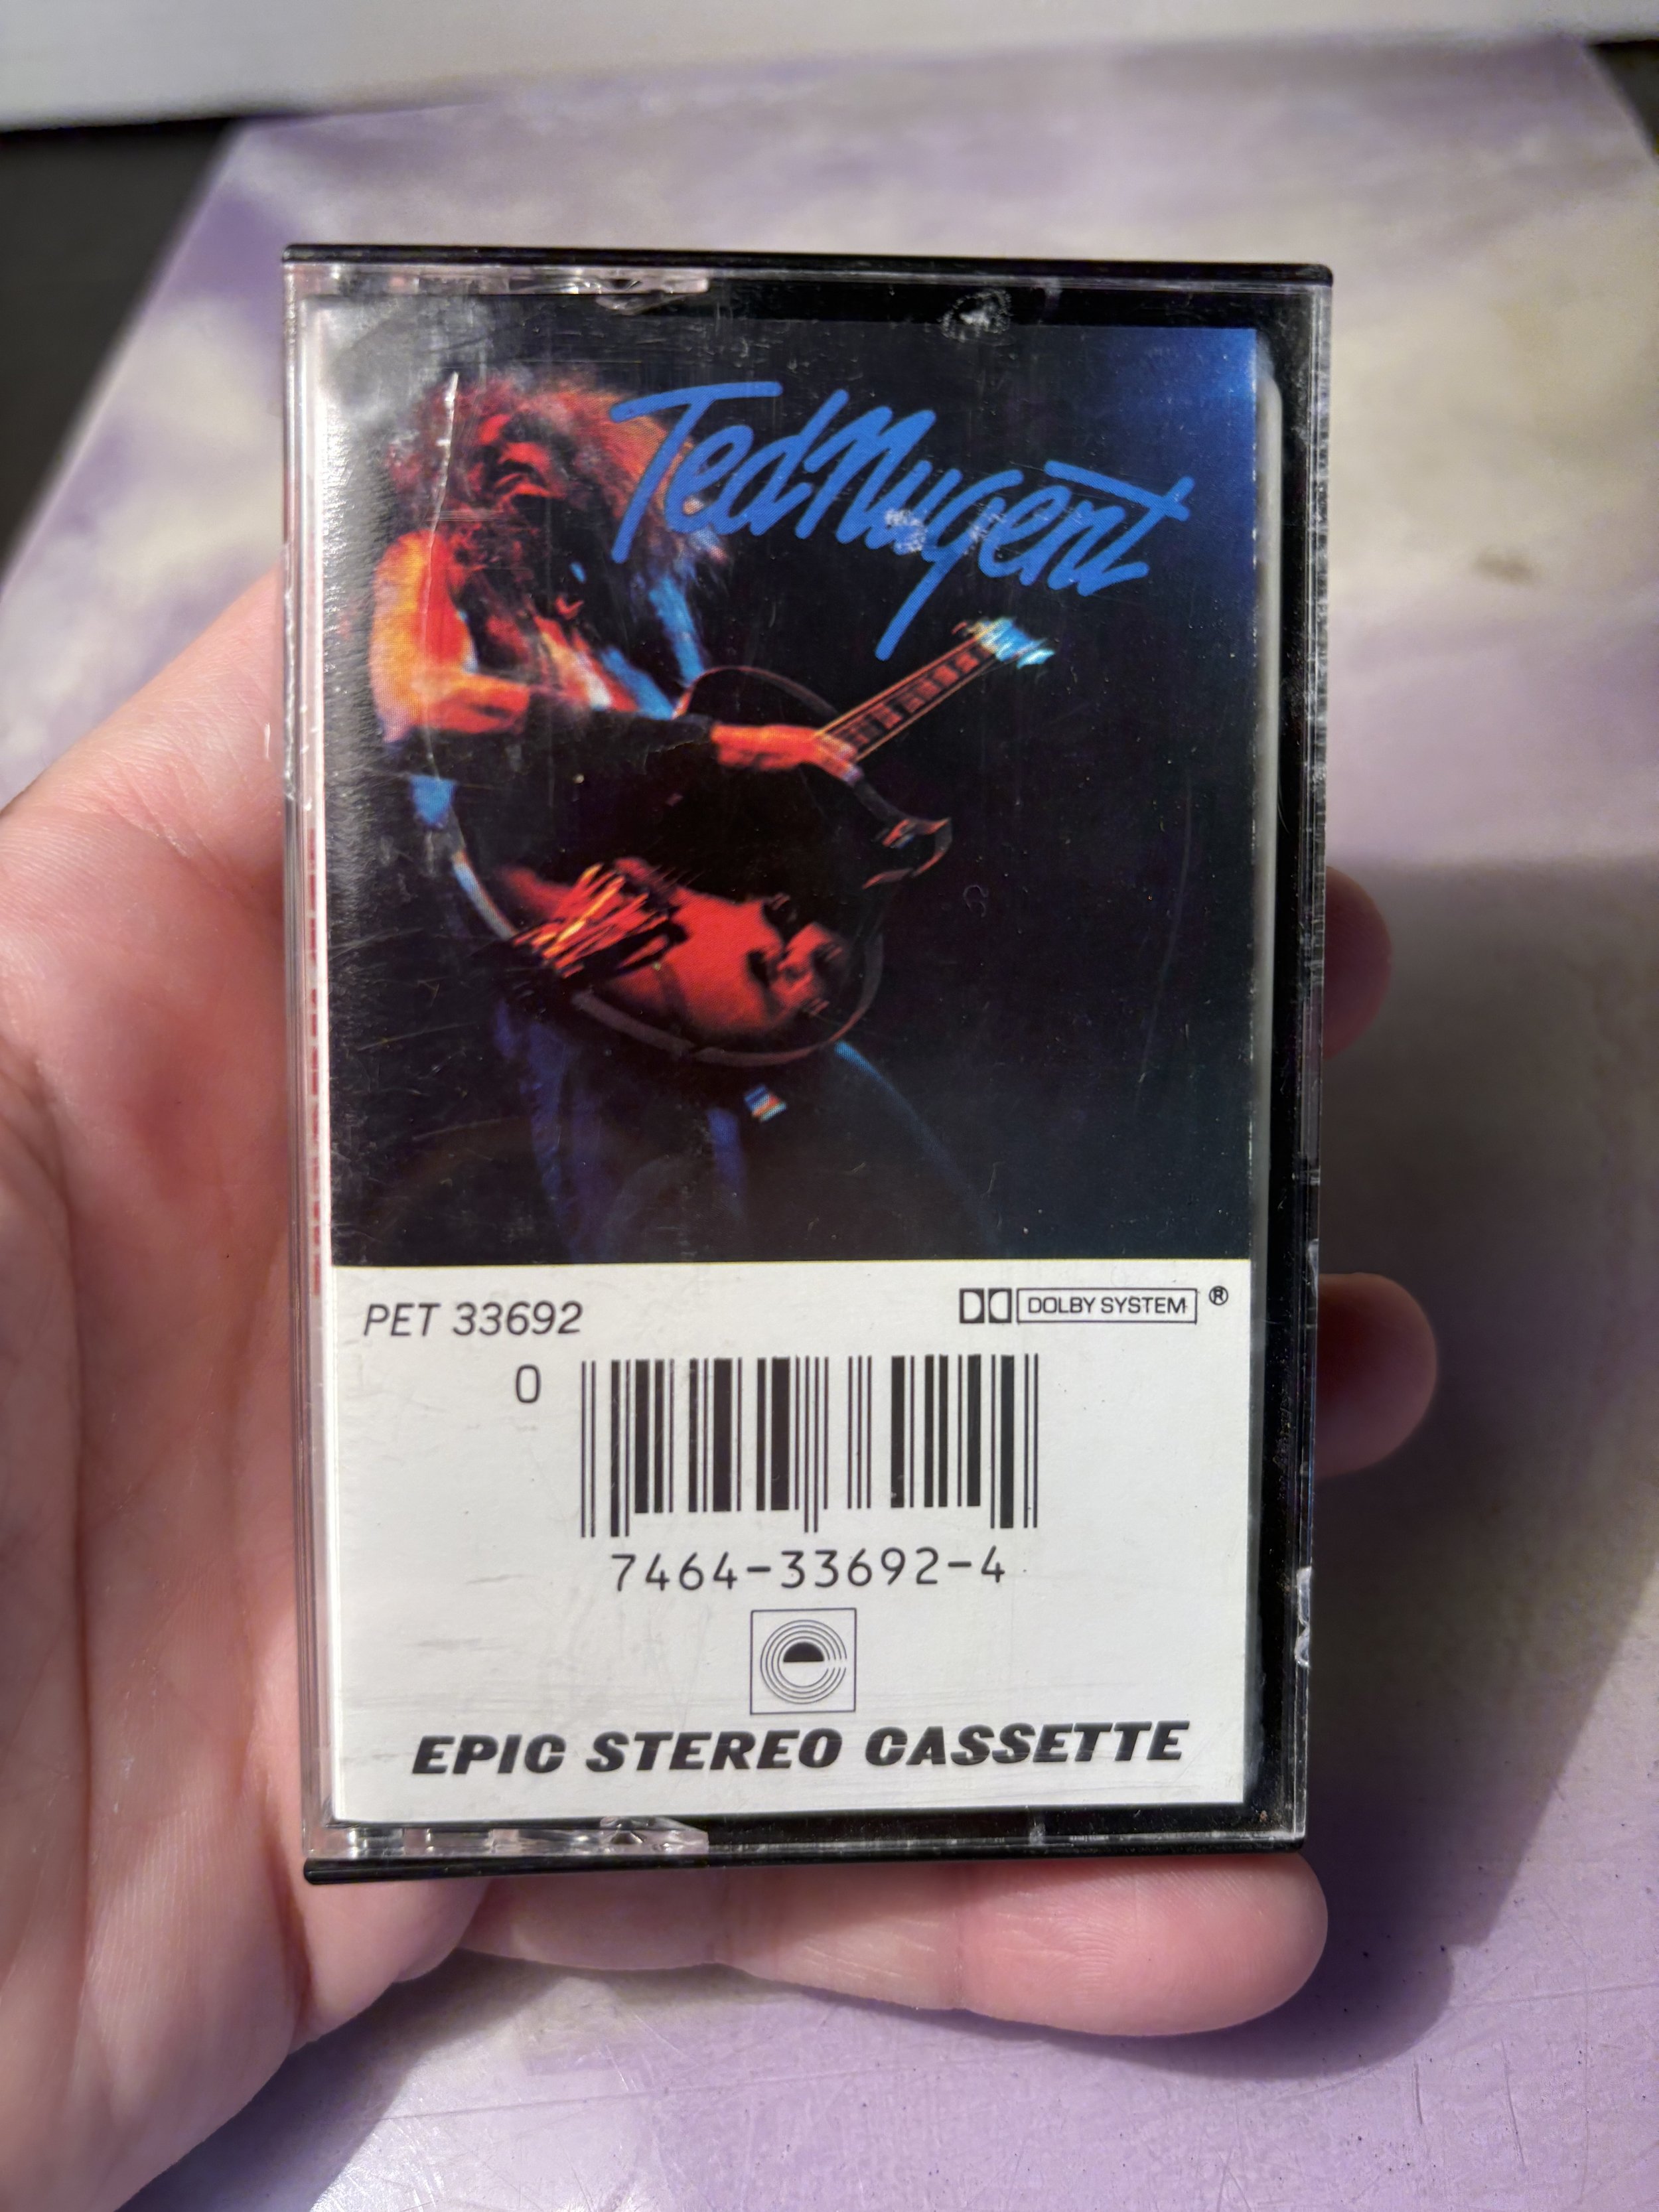 Ted Nugent
PET 33692
DOLBY SYSTEM ®
0
7464-33692-4
EPIC STEREO CASSETTE